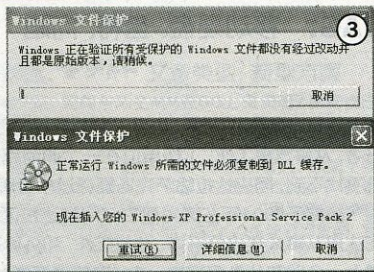 Windows 文件保护
③
Windows 正在验证所有受保护的 Windows 文件都没有经过改动并
且都是原始版本，请稍候。
取消
Windows 文件保护
正常运行 Windows 所需的文件必须复制到 DLL 缓存。
现在插入您的 Windows XP Professional Service Pack 2
重试(R)
详细信息(M)
取消